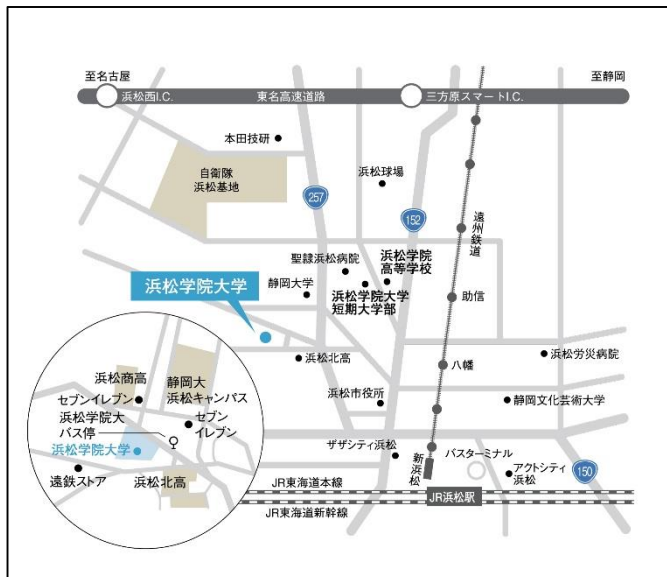 至名古屋
至静岡
浜松西I.C.
東名高速道路
三方原スマートI.C.
本田技研
自衛隊
浜松基地
浜松球場
257
152
遠州鉄道
聖隷浜松病院
浜松学院
高等学校
浜松学院大学
静岡大学
浜松学院大学
短期大学部
助信
浜松北高
八幡
浜松労災病院
浜松市役所
静岡文化芸術大学
浜松商高
静岡大
浜松キャンパス
セブンイレブン
浜松学院大
バス停
セブン
イレブン
浜松学院大学
遠鉄ストア
浜松北高
ザザシティ浜松
新浜松
バスターミナル
アクトシティ
浜松
150
JR東海道本線
JR浜松駅
JR東海道新幹線